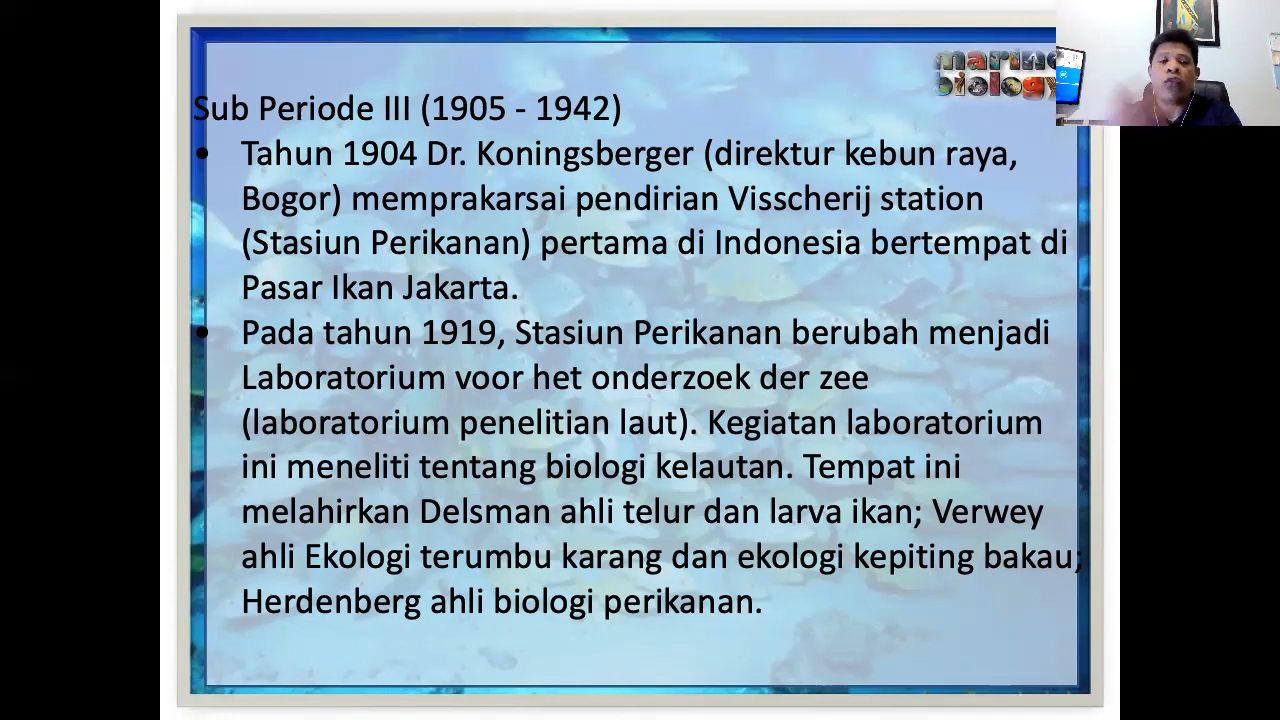 marine
biology
Sub Periode III (1905 - 1942)
• Tahun 1904 Dr. Koningsberger (direktur kebun raya,
Bogor) memprakarsai pendirian Visscherij station
(Stasiun Perikanan) pertama di Indonesia bertempat di
Pasar Ikan Jakarta.
• Pada tahun 1919, Stasiun Perikanan berubah menjadi
Laboratorium voor het onderzoek der zee
(laboratorium penelitian laut). Kegiatan laboratorium
ini meneliti tentang biologi kelautan. Tempat ini
melahirkan Delsman ahli telur dan larva ikan; Verwey
ahli Ekologi terumbu karang dan ekologi kepiting bakau;
Herdenberg ahli biologi perikanan.